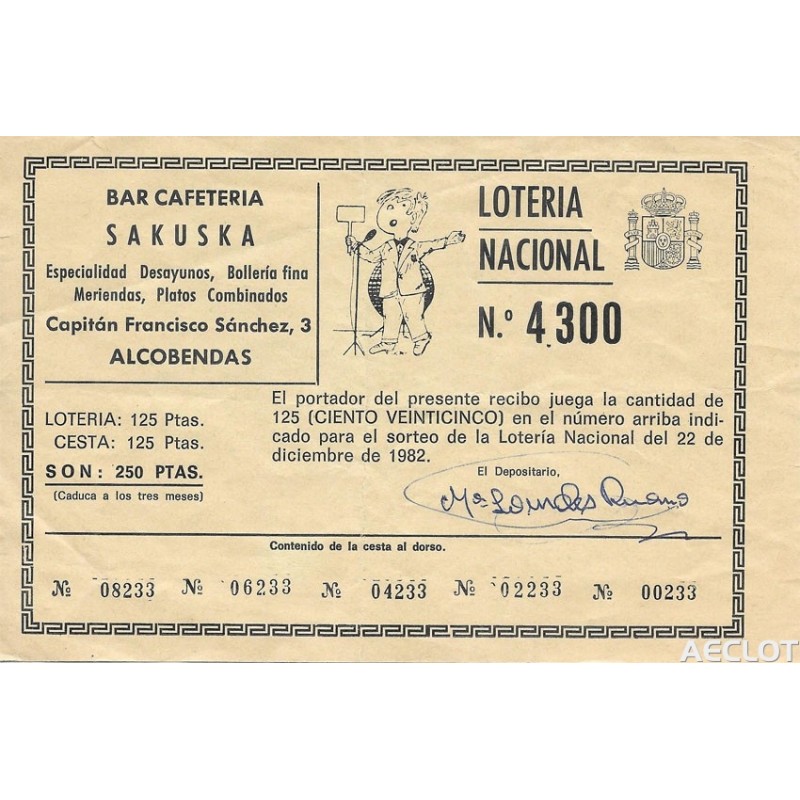 BAR CAFETERIA
SAKUSKA
Especialidad Desayunos, Bollería fina
Meriendas, Platos Combinados
Capitán Francisco Sánchez, 3
ALCOBENDAS
LOTERIA
NACIONAL
N.º 4.300
LOTERIA: 125 Ptas.
CESTA: 125 Ptas.
SON: 250 PTAS.
(Caduca a los tres meses)
El portador del presente recibo juega la cantidad de
125 (CIENTO VEINTICINCO) en el número arriba indi-
cado para el sorteo de la Lotería Nacional del 22 de
diciembre de 1982.
El Depositario,
Mª Lourdes Ruano
Contenido de la cesta al dorso.
Nº 08233 Nº 06233 Nº 04233 Nº 02233 Nº 00233
AECLOT